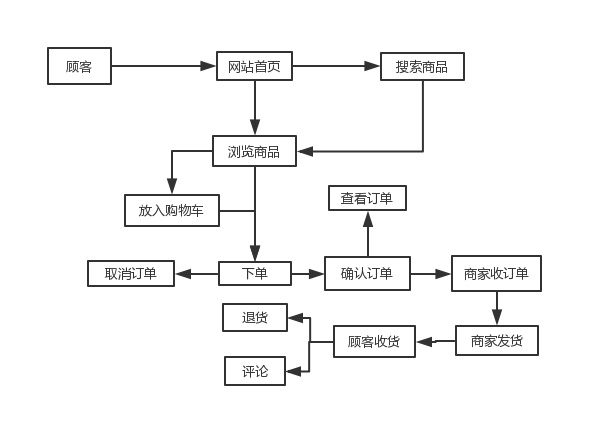 顾客
网站首页
搜索商品
浏览商品
放入购物车
查看订单
取消订单
下单
确认订单
商家收订单
退货
顾客收货
商家发货
评论